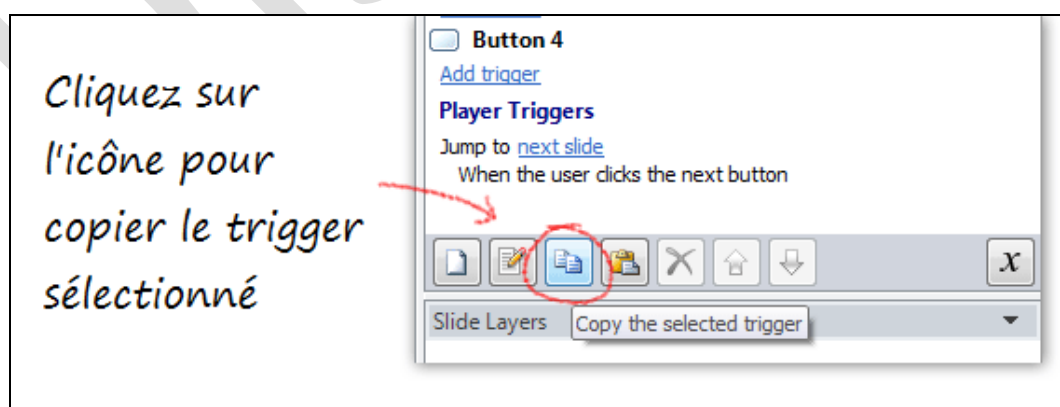 Cliquez sur
l'icône pour
copier le trigger
sélectionné
Button 4
Add trigger
Player Triggers
Jump to next slide
When the user clicks the next button
x
Slide Layers
Copy the selected trigger